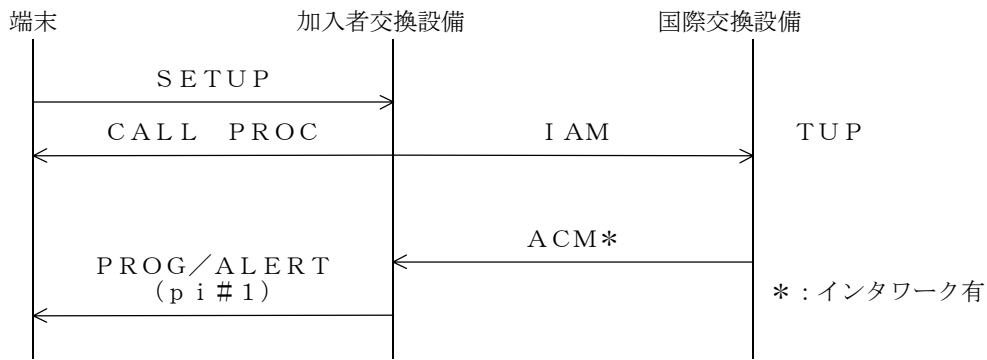 端末 加入者交換設備 国際交換設備
ＳＥＴＵＰ
ＣＡＬＬ　ＰＲＯＣ ＩＡＭ ＴＵＰ
ＡＣＭ＊
ＰＲＯＧ／ＡＬＥＲＴ
（ｐｉ＃１） ＊：インタワーク有